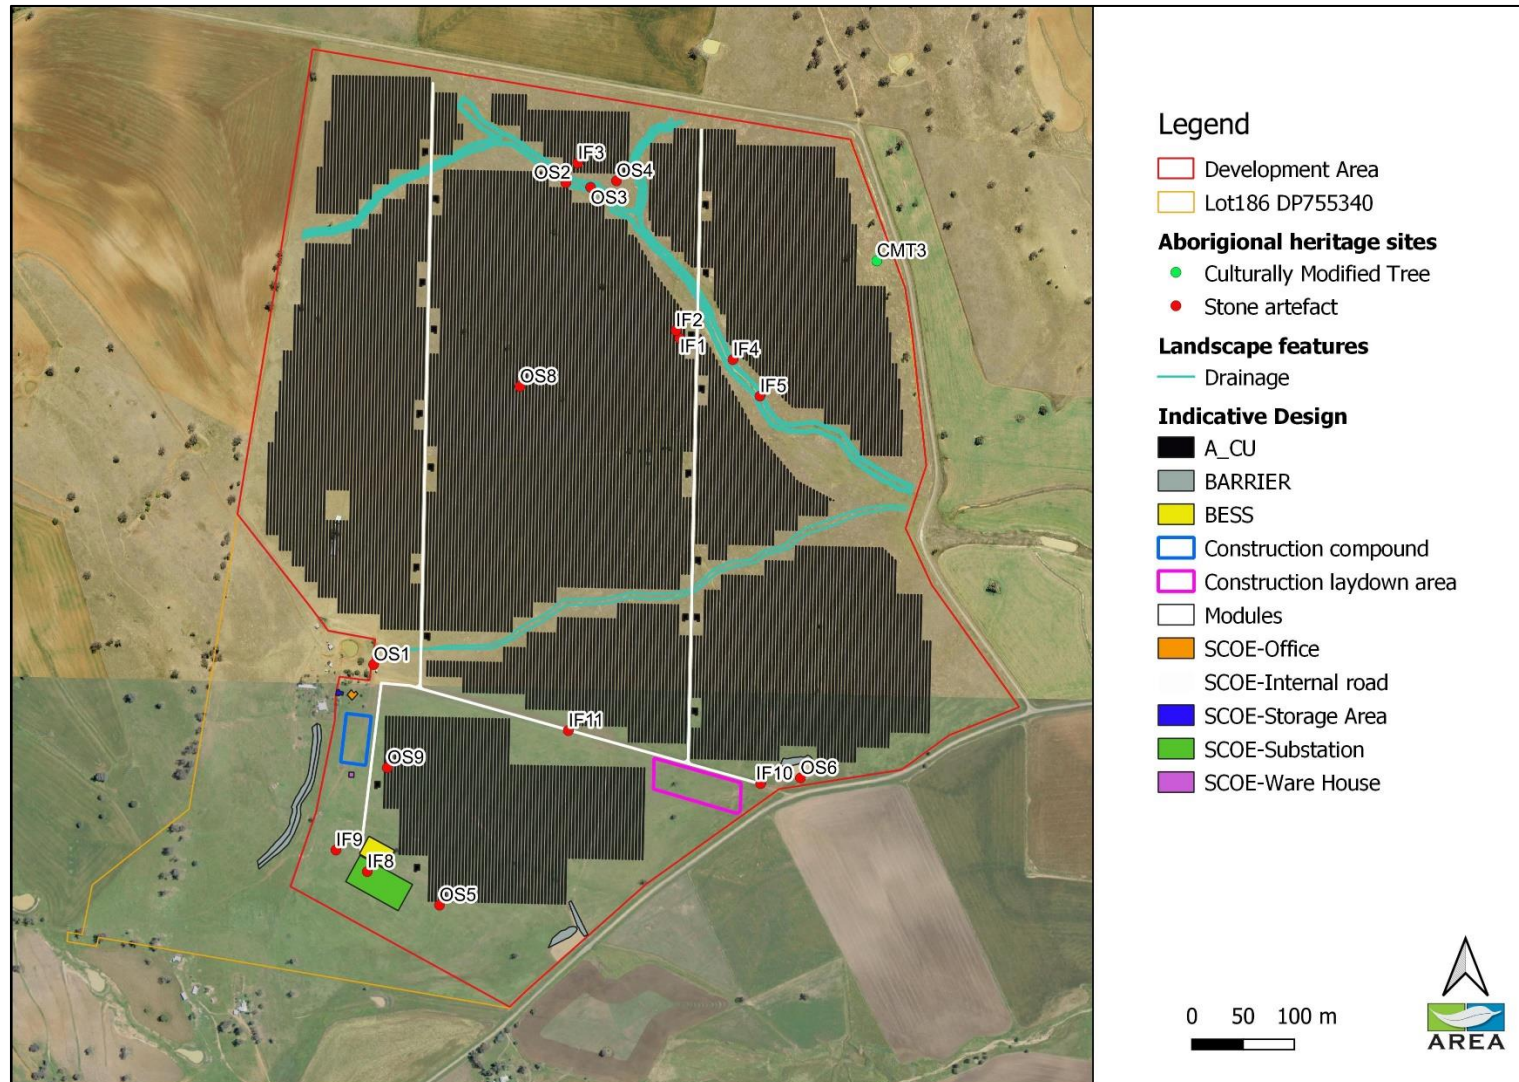 IF3
OS2
OS4
OS3
CMT3
IF2
IF1
IF4
OS8
IF5
OS1
IF11
OS9
IF10
OS6
IF9
IF8
OS5
Legend
Development Area
Lot186 DP755340
Aborigional heritage sites
Culturally Modified Tree
Stone artefact
Landscape features
Drainage
Indicative Design
A_CU
BARRIER
BESS
Construction compound
Construction laydown area
Modules
SCOE-Office
SCOE-Internal road
SCOE-Storage Area
SCOE-Substation
SCOE-Ware House
0 50 100 m
AREA